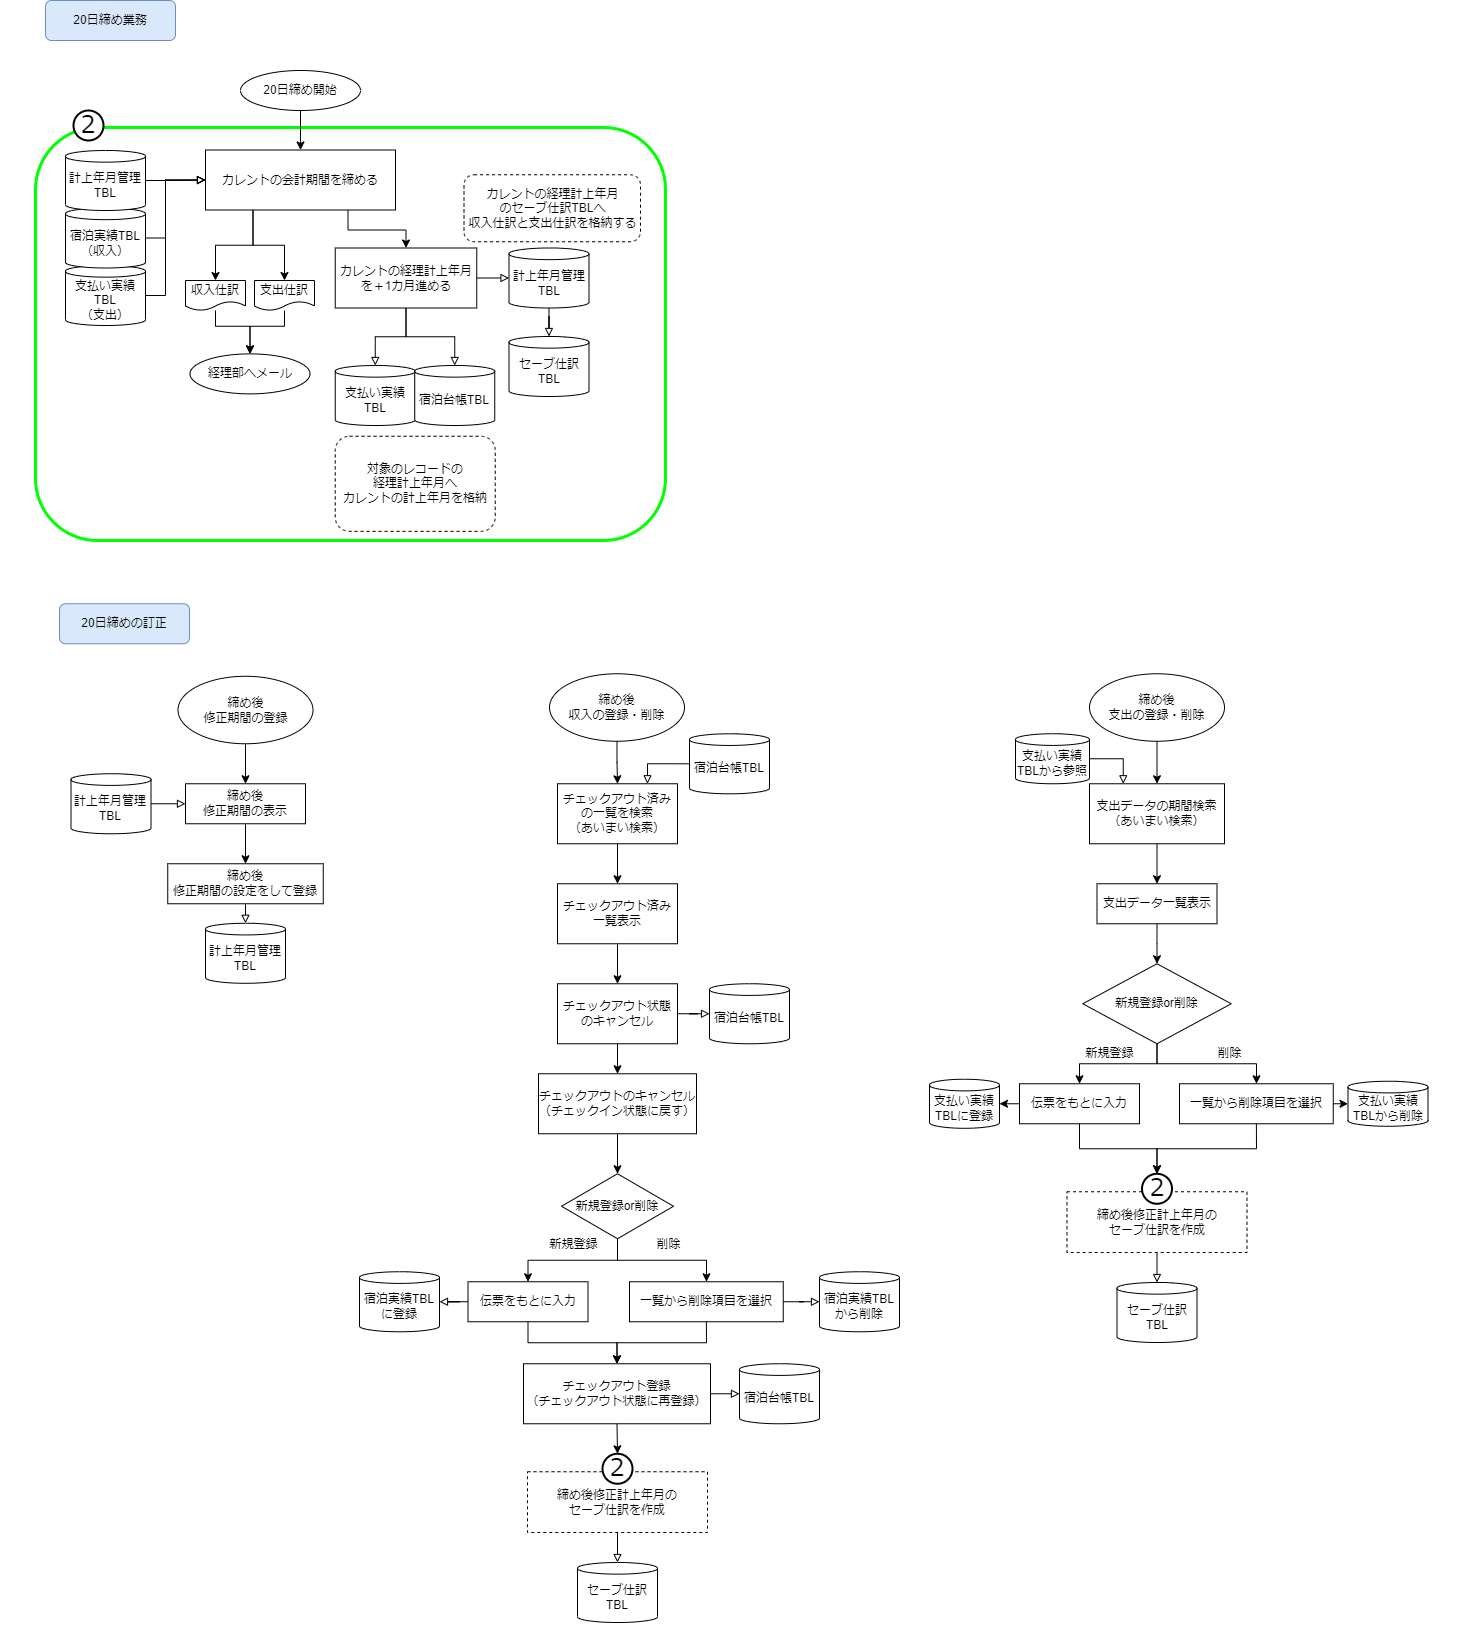 20日締め業務
20日締め開始
2
計上年月管理
TBL
宿泊実績TBL
（収入）
支払い実績
TBL
（支出）
カレントの会計期間を締める
収入仕訳
支出仕訳
経理部へメール
カレントの経理計上年月
を＋1カ月進める
カレントの経理計上年月
のセーブ仕訳TBLへ
収入仕訳と支出仕訳を格納する
計上年月管理
TBL
セーブ仕訳
TBL
支払い実績
TBL
宿泊台帳TBL
対象のレコードの
経理計上年月へ
カレントの計上年月を格納
20日締めの訂正
締め後
修正期間の登録
計上年月管理
TBL
締め後
修正期間の表示
締め後
修正期間の設定をして登録
計上年月管理
TBL
締め後
収入の登録・削除
宿泊台帳TBL
チェックアウト済み
の一覧を検索
（あいまい検索）
チェックアウト済み
一覧表示
チェックアウト状態
のキャンセル
宿泊台帳TBL
チェックアウトのキャンセル
（チェックイン状態に戻す）
新規登録or削除
新規登録
削除
宿泊実績TBL
に登録
伝票をもとに入力
一覧から削除項目を選択
宿泊実績TBL
から削除
チェックアウト登録
（チェックアウト状態に再登録）
宿泊台帳TBL
2
締め後修正計上年月の
セーブ仕訳を作成
セーブ仕訳
TBL
締め後
支出の登録・削除
支払い実績
TBLから参照
支出データの期間検索
（あいまい検索）
支出データ一覧表示
新規登録or削除
新規登録
削除
支払い実績
TBLに登録
伝票をもとに入力
一覧から削除項目を選択
支払い実績
TBLから削除
2
締め後修正計上年月の
セーブ仕訳を作成
セーブ仕訳
TBL